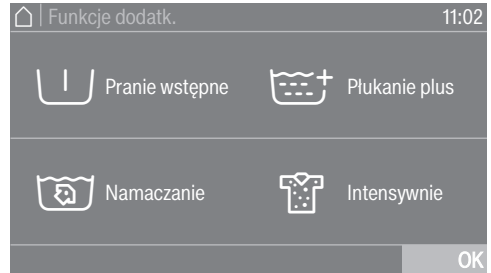 Funkcje dodatk. 11:02
Pranie wstępne Płukanie plus
Namaczanie Intensywnie
OK